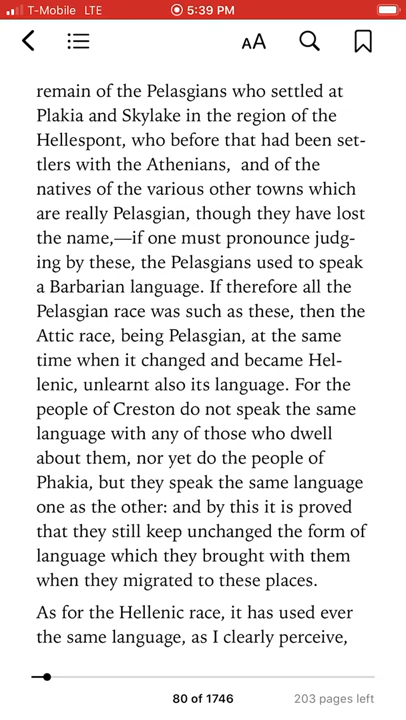 T-Mobile LTE 5:39 PM
AA
remain of the Pelasgians who settled at
Plakia and Skylake in the region of the
Hellespont, who before that had been set-
tlers with the Athenians, and of the
natives of the various other towns which
are really Pelasgian, though they have lost
the name,—if one must pronounce judg-
ing by these, the Pelasgians used to speak
a Barbarian language. If therefore all the
Pelasgian race was such as these, then the
Attic race, being Pelasgian, at the same
time when it changed and became Hel-
lenic, unlearnt also its language. For the
people of Creston do not speak the same
language with any of those who dwell
about them, nor yet do the people of
Phakia, but they speak the same language
one as the other: and by this it is proved
that they still keep unchanged the form of
language which they brought with them
when they migrated to these places.
As for the Hellenic race, it has used ever
the same language, as I clearly perceive,
80 of 1746 203 pages left